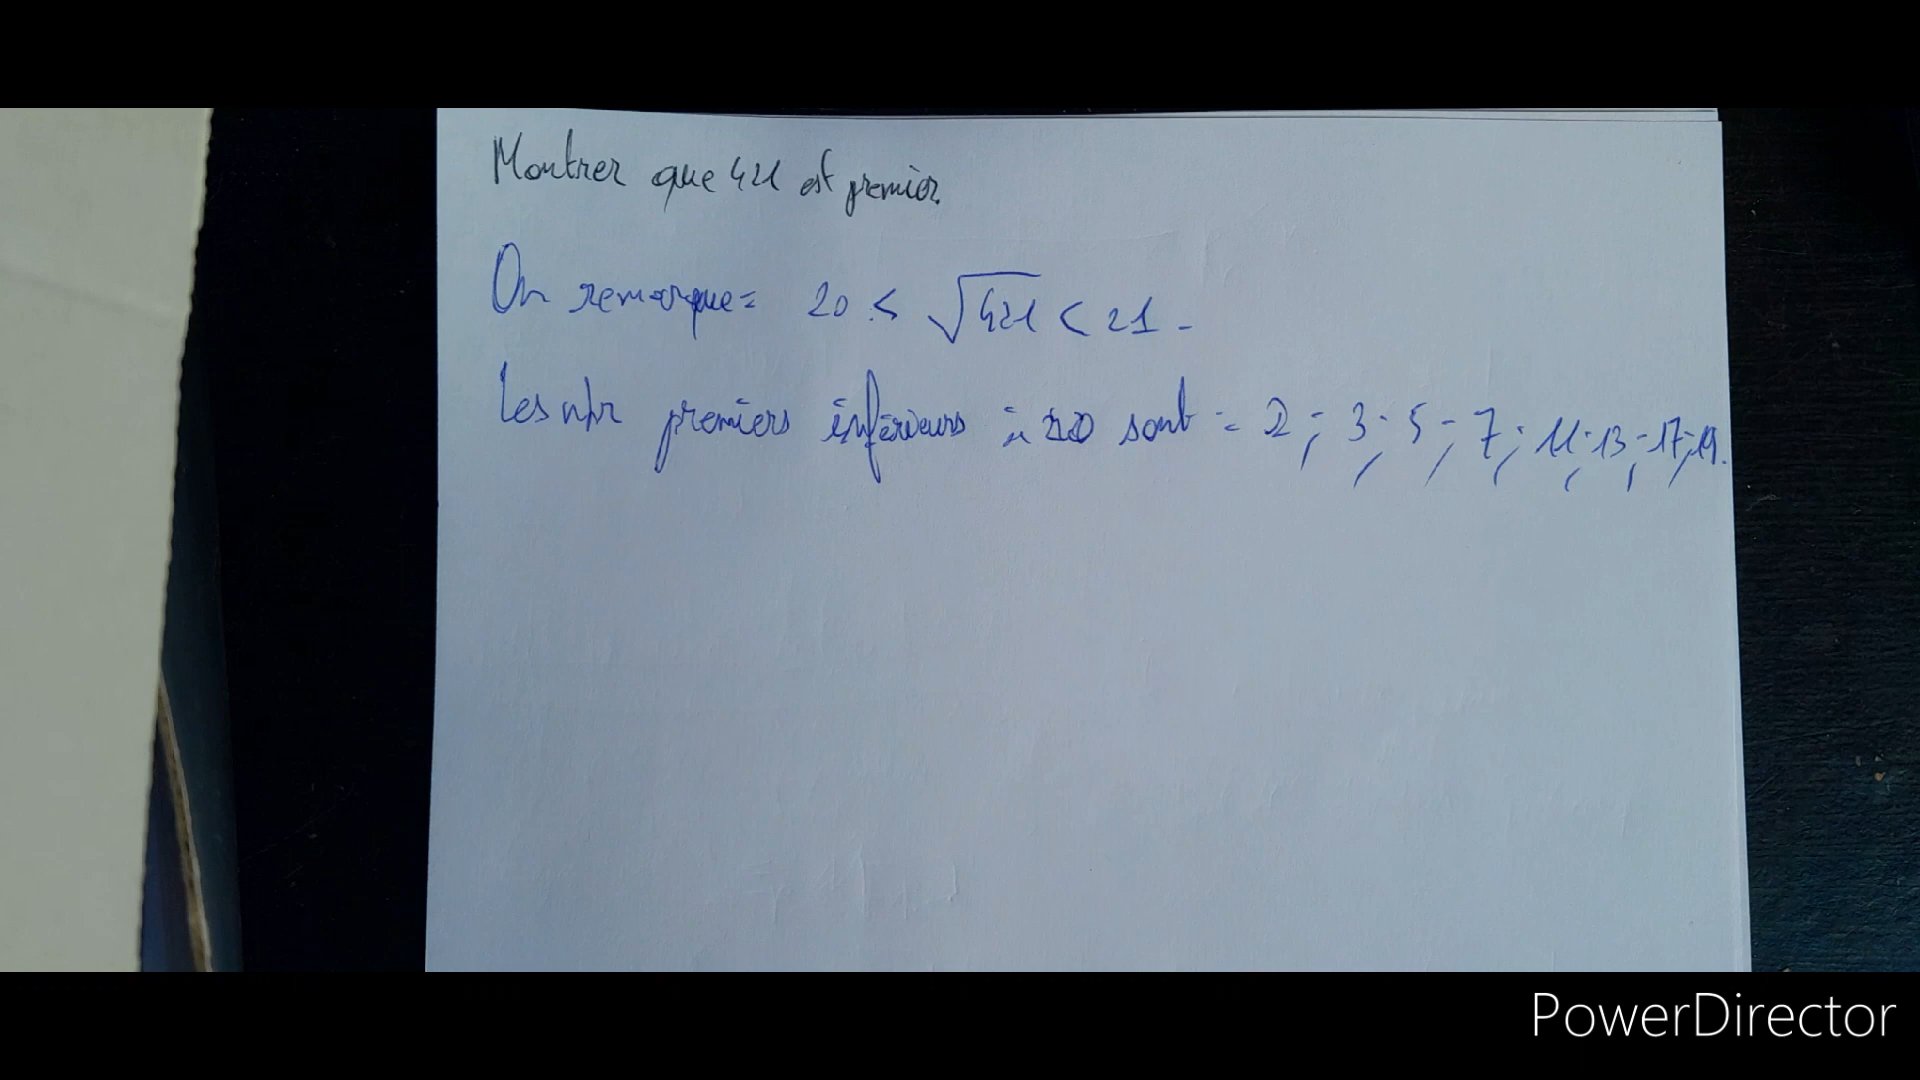 Montrer que 421 est premier.
On remarque = 20 < √421 < 21 -
Les nbr premiers inférieurs à 20 sont = 2 ; 3 ; 5 ; 7 ; 11 ; 13 ; 17 ; 19.
PowerDirector